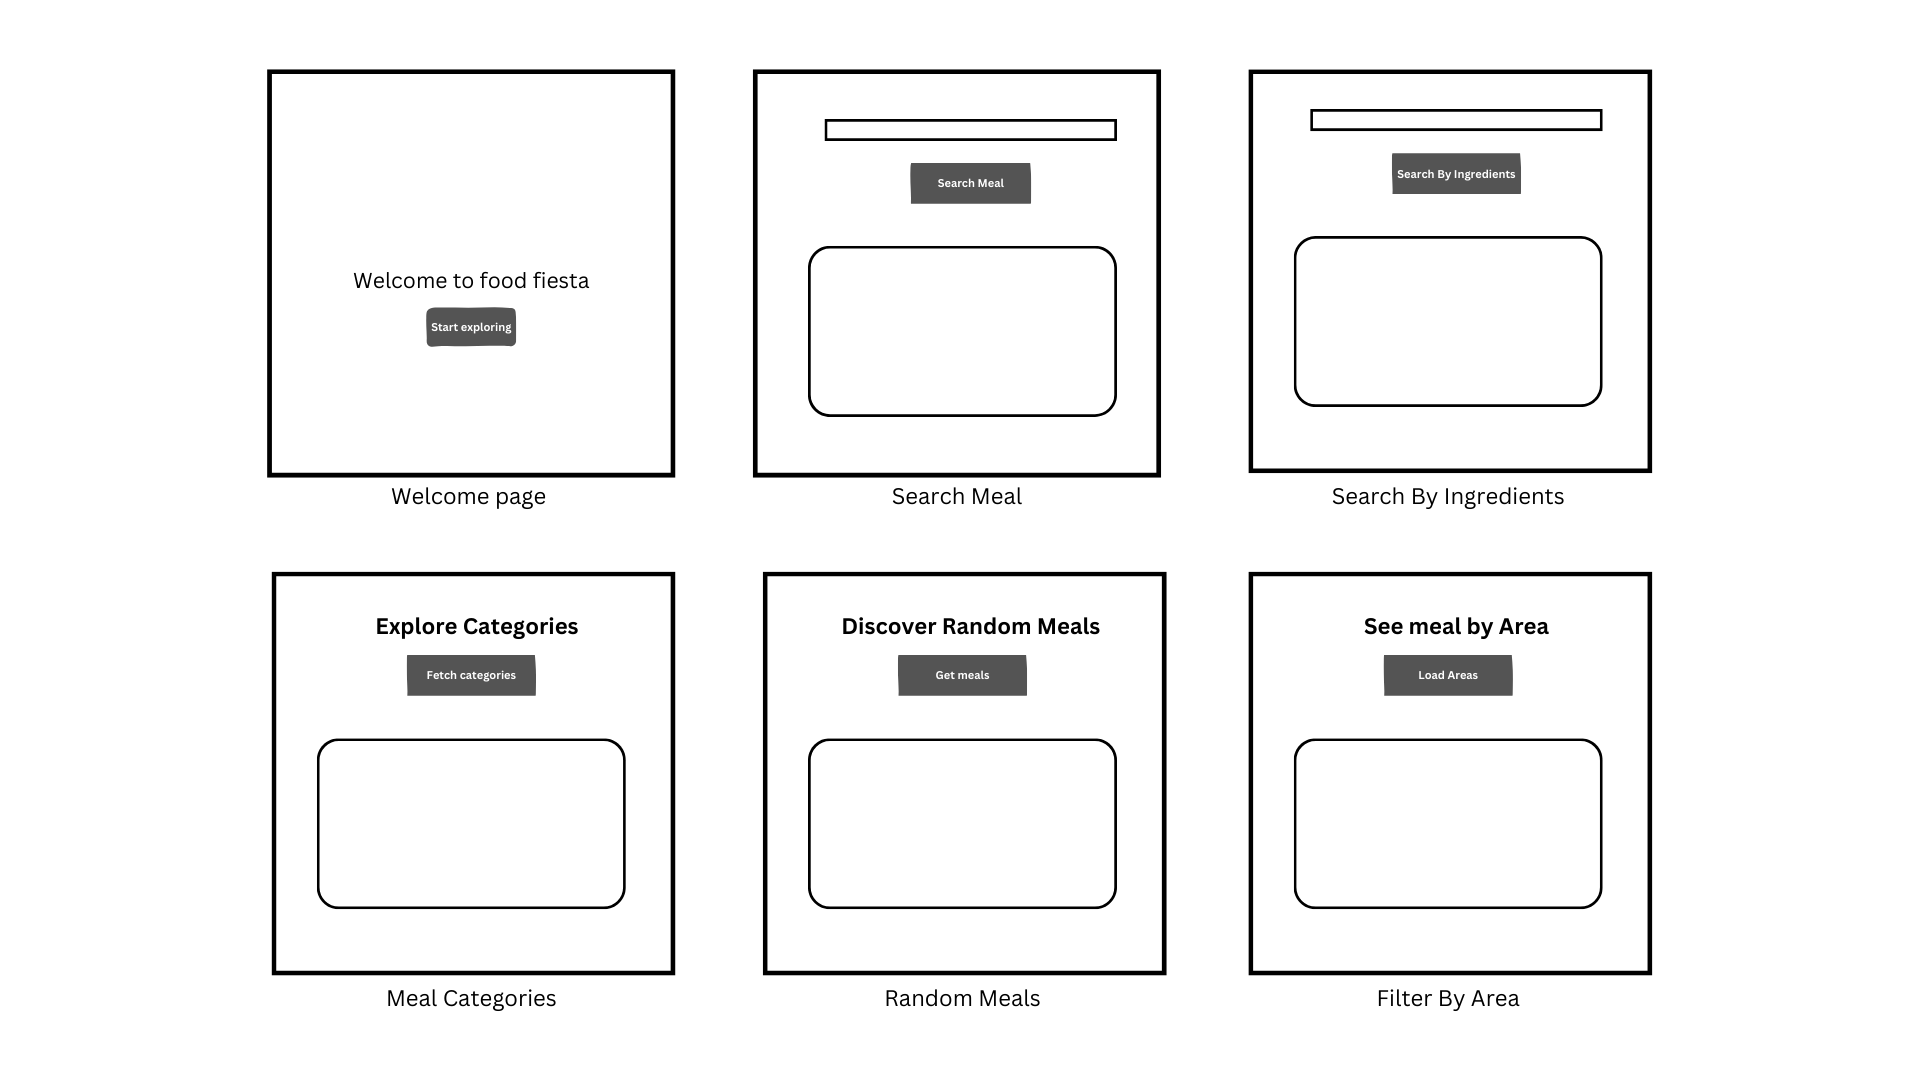 Welcome to food fiesta
Start exploring
Welcome page
Search Meal
Search Meal
Search By Ingredients
Search By Ingredients
Explore Categories
Fetch categories
Meal Categories
Discover Random Meals
Get meals
Random Meals
See meal by Area
Load Areas
Filter By Area